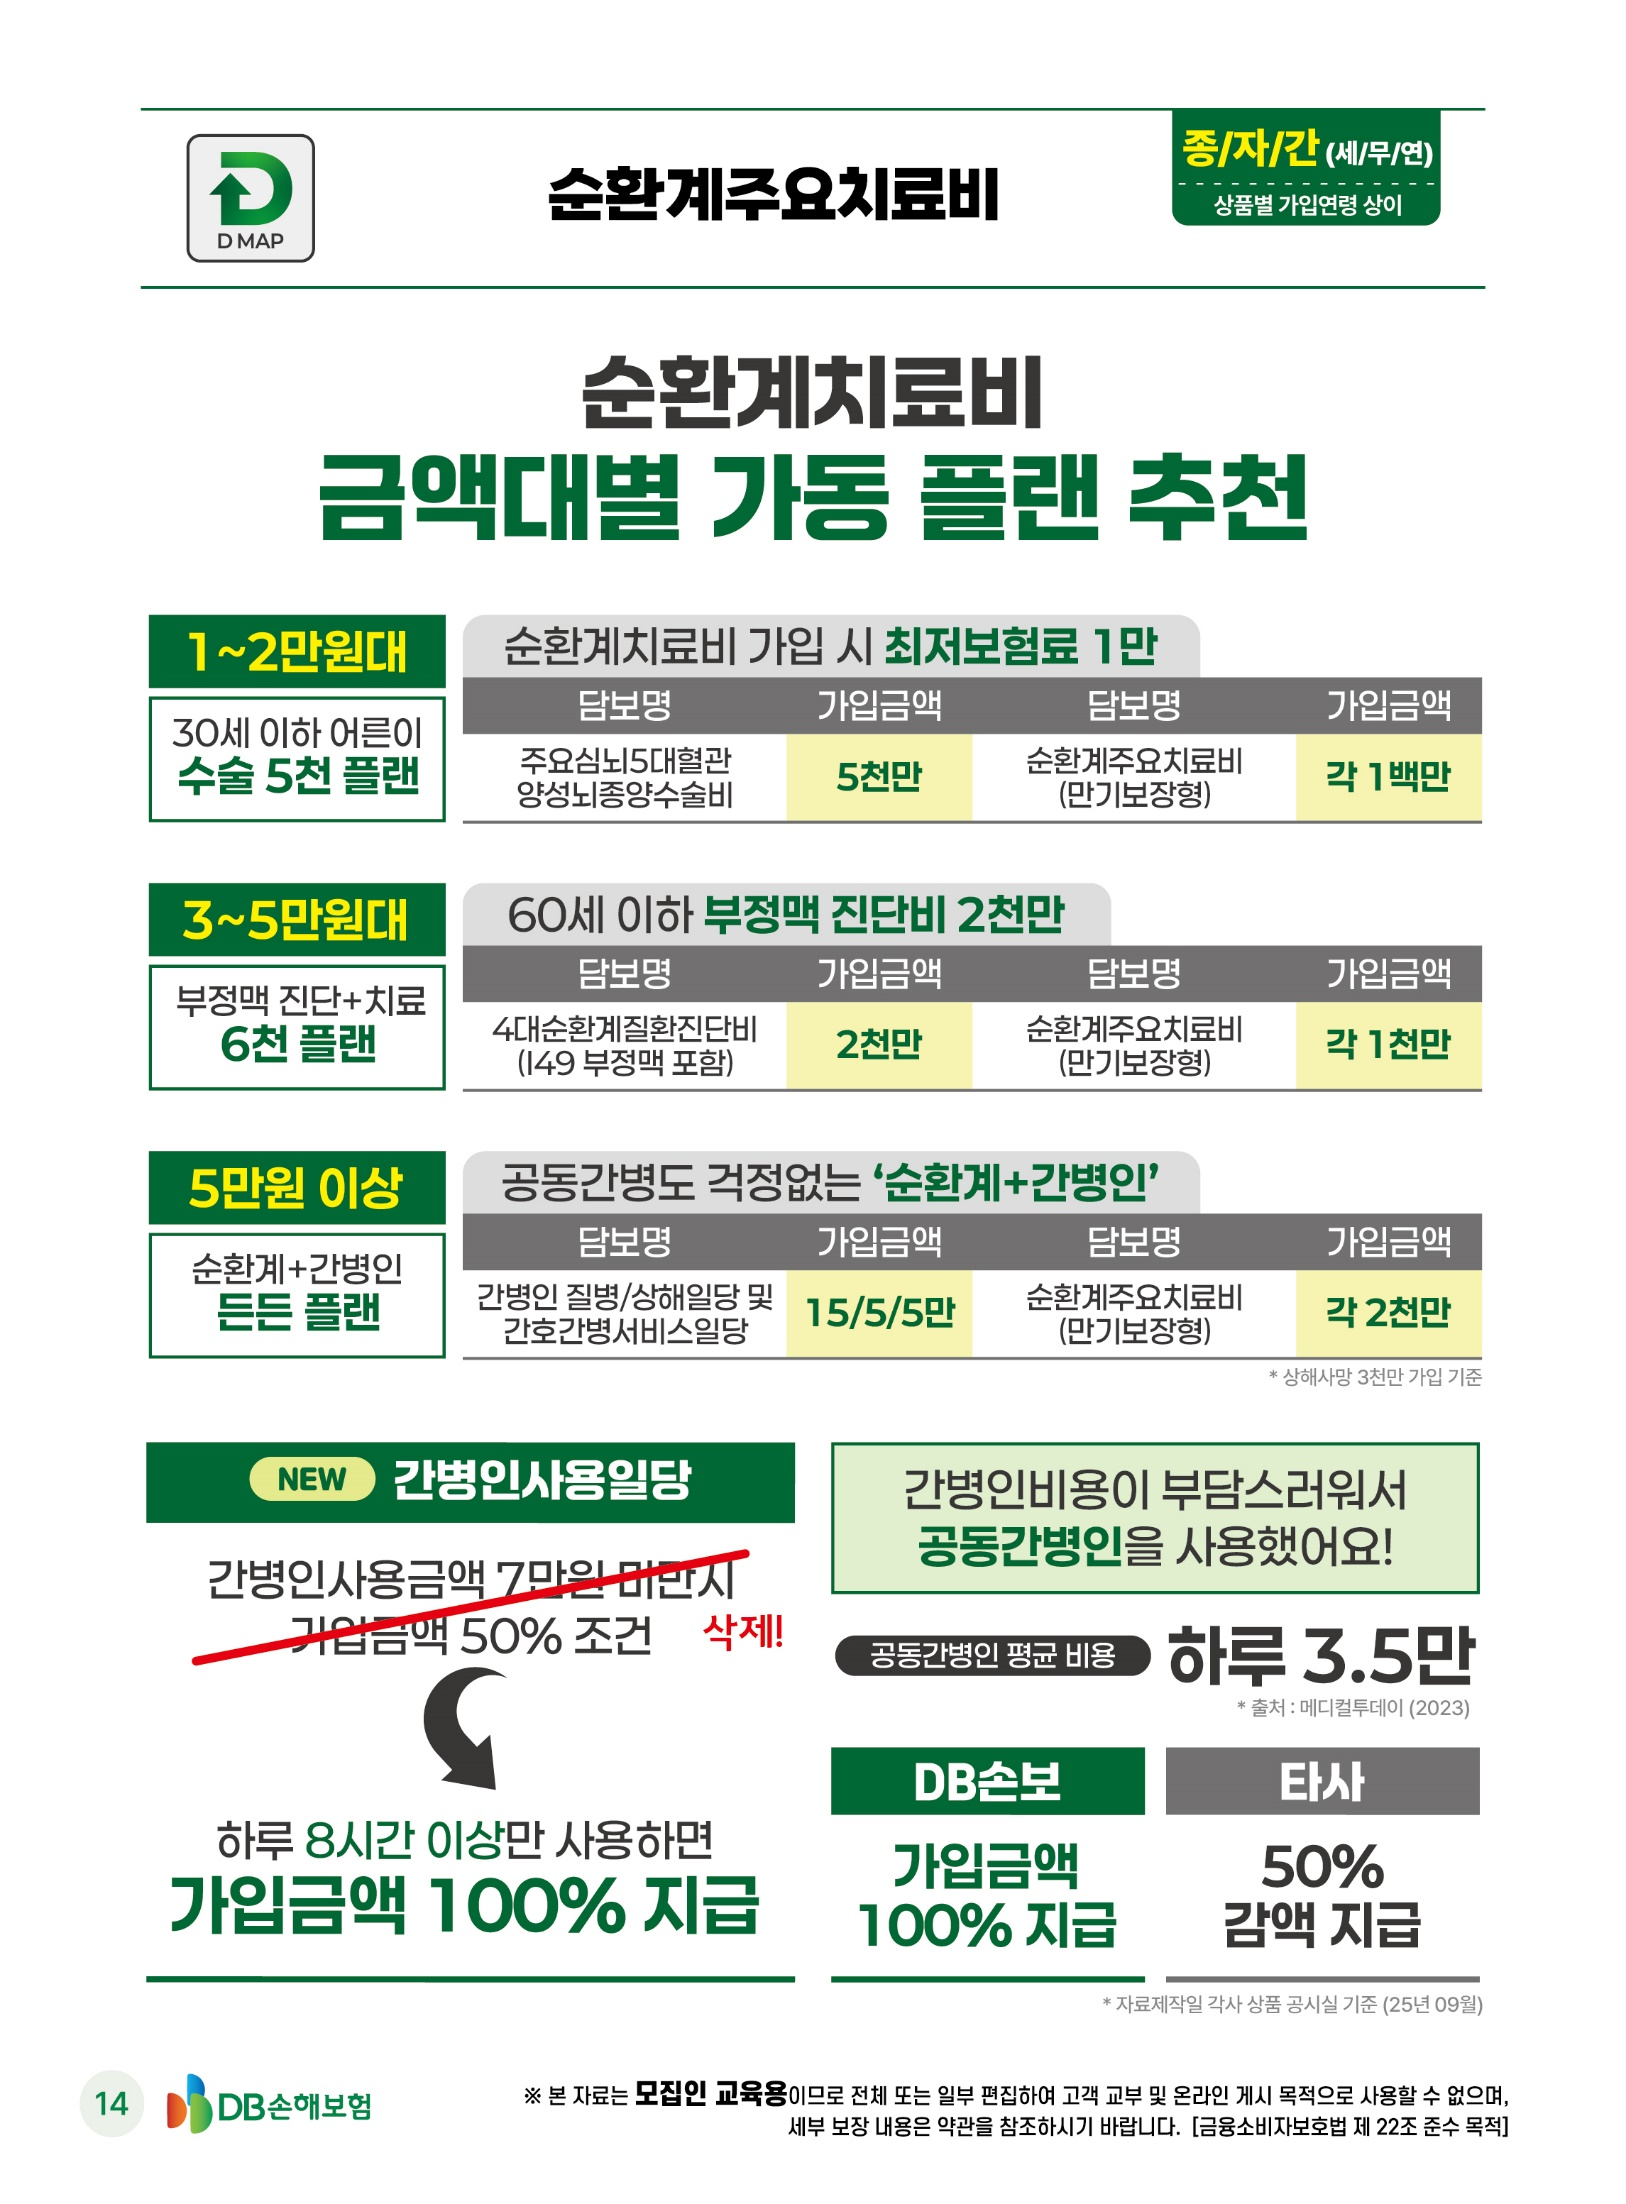 D MAP
순환계주요치료비
종/자/간 (세/무/연)
상품별 가입연령 상이
순환계치료비
금액대별 가동 플랜 추천
1~2만원대
30세 이하 어른이
수술 5천 플랜
순환계치료비 가입 시 최저보험료 1만
담보명 가입금액 담보명 가입금액
주요심뇌5대혈관 양성뇌종양수술비 5천만 순환계주요치료비 (만기보장형) 각 1백만
3~5만원대
부정맥 진단+치료
6천 플랜
60세 이하 부정맥 진단비 2천만
담보명 가입금액 담보명 가입금액
4대순환계질환진단비 (I49 부정맥 포함) 2천만 순환계주요치료비 (만기보장형) 각 1천만
5만원 이상
순환계+간병인
든든 플랜
공동간병도 걱정없는 ‘순환계+간병인’
담보명 가입금액 담보명 가입금액
간병인 질병/상해일당 및 간호간병서비스일당 15/5/5만 순환계주요치료비 (만기보장형) 각 2천만
* 상해사망 3천만 가입 기준
NEW 간병인사용일당
간병인사용금액 7만원 미만시
가입금액 50% 조건 삭제!
하루 8시간 이상만 사용하면
가입금액 100% 지급
간병인비용이 부담스러워서
공동간병인을 사용했어요!
공동간병인 평균 비용 하루 3.5만
* 출처 : 메디컬투데이 (2023)
DB손보
가입금액
100% 지급
타사
50%
감액 지급
* 자료제작일 각사 상품 공시실 기준 (25년 09월)
14 DB손해보험
※ 본 자료는 모집인 교육용이므로 전체 또는 일부 편집하여 고객 교부 및 온라인 게시 목적으로 사용할 수 없으며,
세부 보장 내용은 약관을 참조하시기 바랍니다. [금융소비자보호법 제 22조 준수 목적]